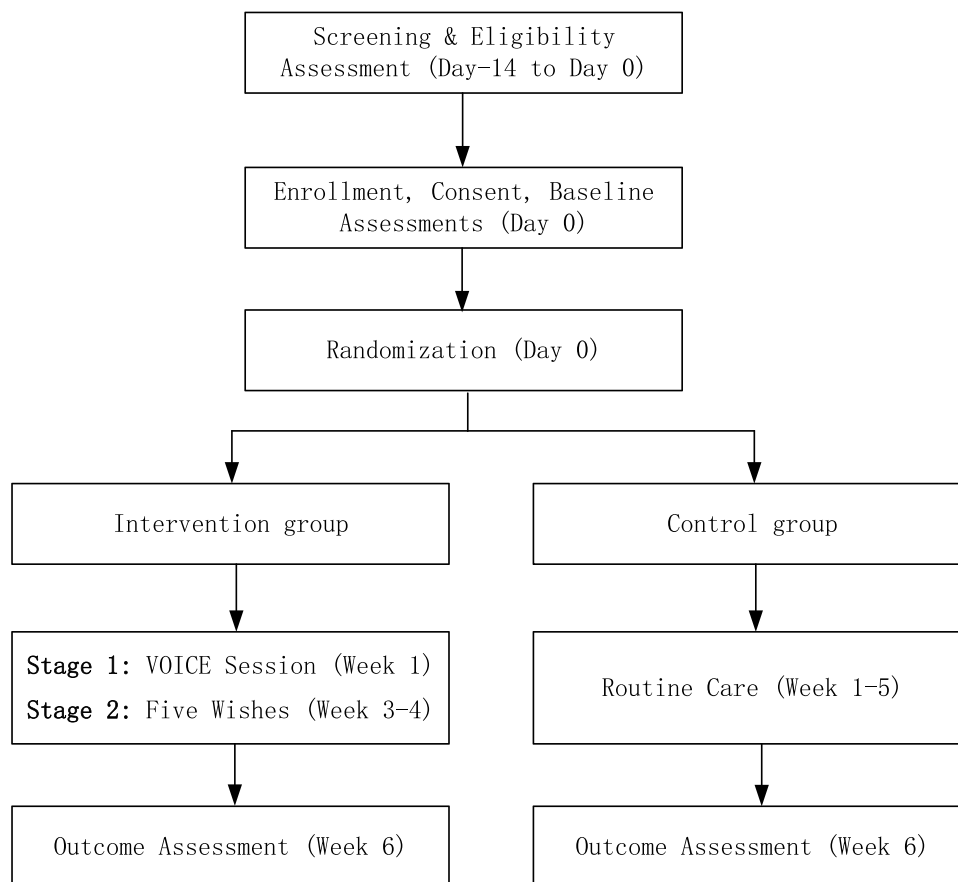 Screening & Eligibility
Assessment (Day-14 to Day 0)
Enrollment, Consent, Baseline
Assessments (Day 0)
Randomization (Day 0)
Intervention group
Control group
Stage 1: VOICE Session (Week 1)
Stage 2: Five Wishes (Week 3-4)
Routine Care (Week 1-5)
Outcome Assessment (Week 6)
Outcome Assessment (Week 6)